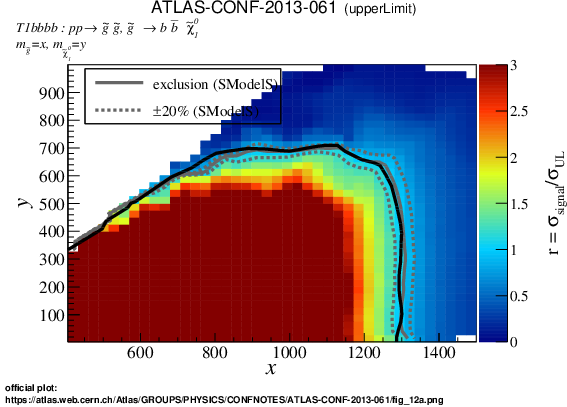 ATLAS-CONF-2013-061 (upperLimit)
T1bbbb : pp→ g̃ g̃, g̃ → b b̅ χ̃₁⁰
m_g̃=x, m_χ̃₁⁰=y
exclusion (SModelS)
±20% (SModelS)
900
800
700
600
500
400
300
200
100
y
600 800 1000 1200 1400
x
3
2.5
2
1.5
1
0.5
0
r = σ_signal/σ_UL
official plot:
https://atlas.web.cern.ch/Atlas/GROUPS/PHYSICS/CONFNOTES/ATLAS-CONF-2013-061/fig_12a.png